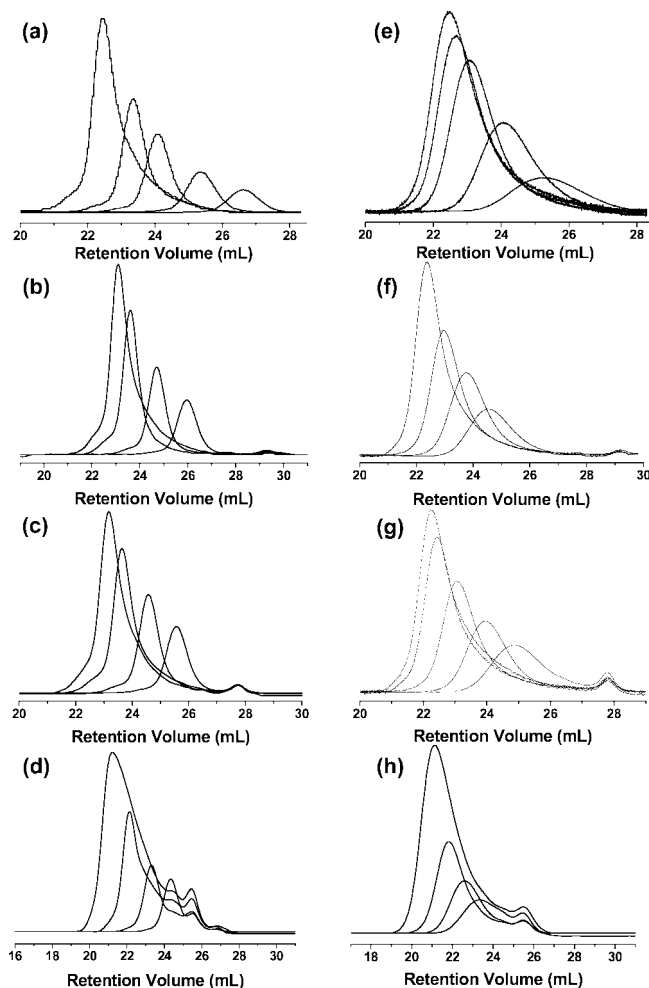 (a)
20 22 24 26 28
Retention Volume (mL)
(b)
20 22 24 26 28 30
Retention Volume (mL)
(c)
20 22 24 26 28 30
Retention Volume (mL)
(d)
16 18 20 22 24 26 28 30
Retention Volume (mL)
(e)
20 22 24 26 28
Retention Volume (mL)
(f)
20 22 24 26 28 30
Retention Volume (mL)
(g)
20 22 24 26 28
Retention Volume (mL)
(h)
18 20 22 24 26 28 30
Retention Volume (mL)